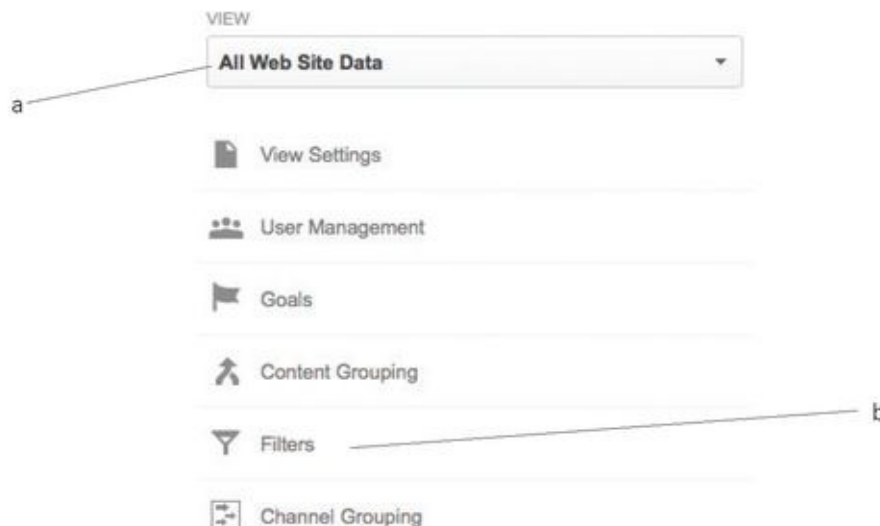 VIEW
All Web Site Data
a
View Settings
User Management
Goals
Content Grouping
Filters
b
Channel Grouping